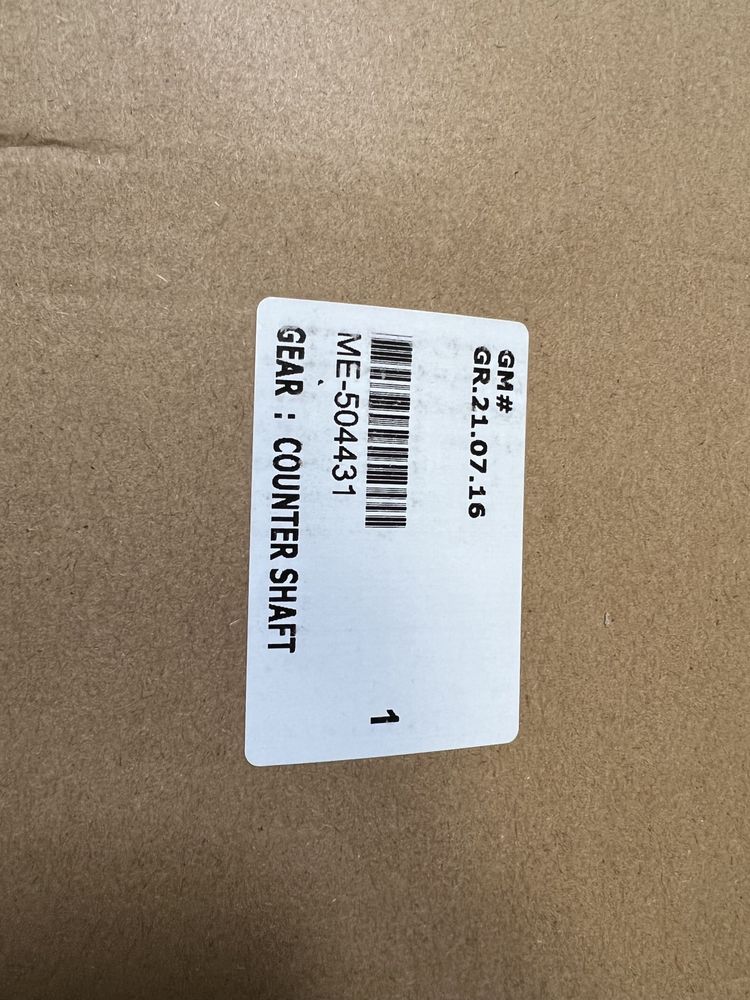 GM#
GR.21.07.16
ME-504431
1
GEAR : COUNTER SHAFT